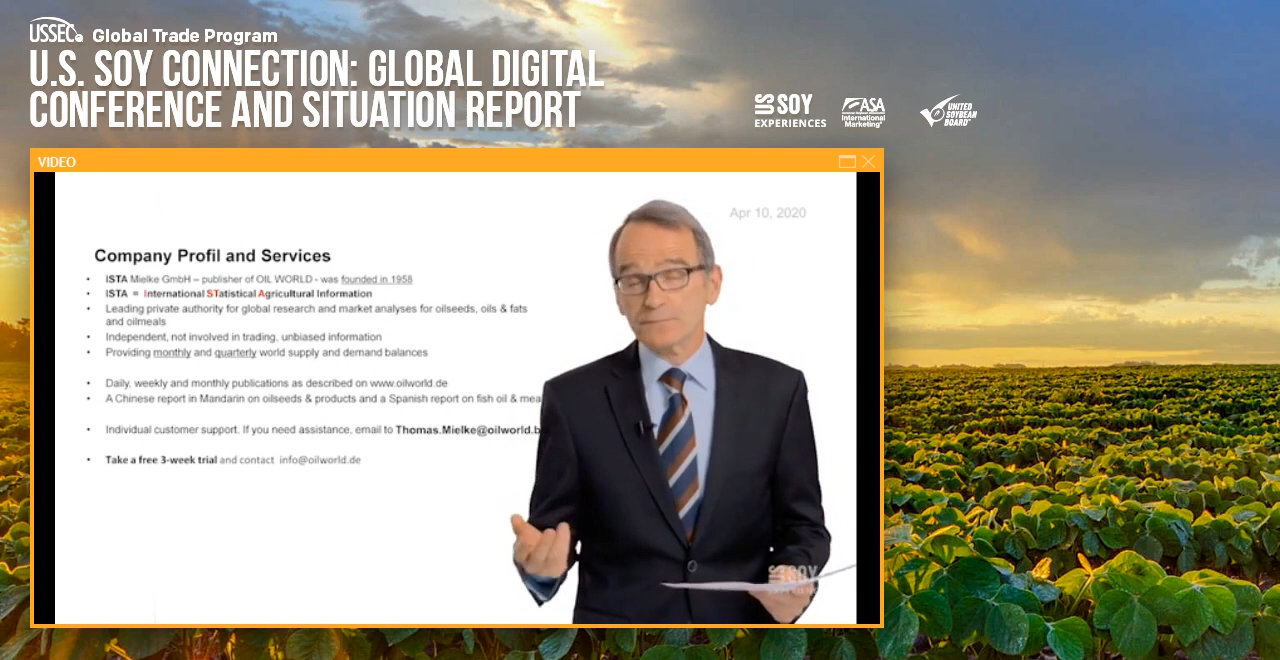 USSEC Global Trade Program
U.S. SOY CONNECTION: GLOBAL DIGITAL
CONFERENCE AND SITUATION REPORT
US SOY
EXPERIENCES
ASA
International
Marketing
UNITED
SOYBEAN
BOARD
VIDEO
Apr 10, 2020
Company Profil and Services
• ISTA Mielke GmbH – publisher of OIL WORLD - was founded in 1958
• ISTA = International STatistical Agricultural Information
• Leading private authority for global research and market analyses for oilseeds, oils & fats
and oilmeals
• Independent, not involved in trading, unbiased information
• Providing monthly and quarterly world supply and demand balances
• Daily, weekly and monthly publications as described on www.oilworld.de
• A Chinese report in Mandarin on oilseeds & products and a Spanish report on fish oil & mea
• Individual customer support. If you need assistance, email to Thomas.Mielke@oilworld.b
• Take a free 3-week trial and contact info@oilworld.de
US SOY